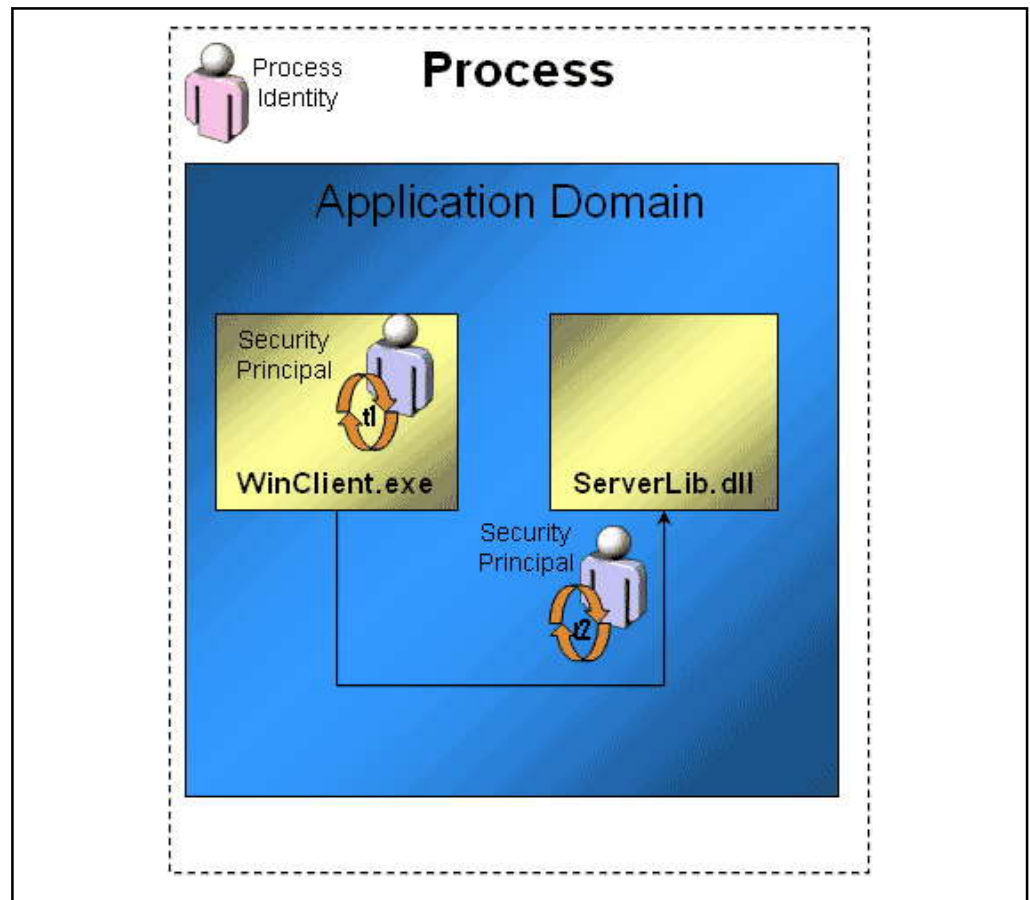 Process
Identity
Process
Application Domain
Security
Principal
t1
WinClient.exe
ServerLib.dll
Security
Principal
t2